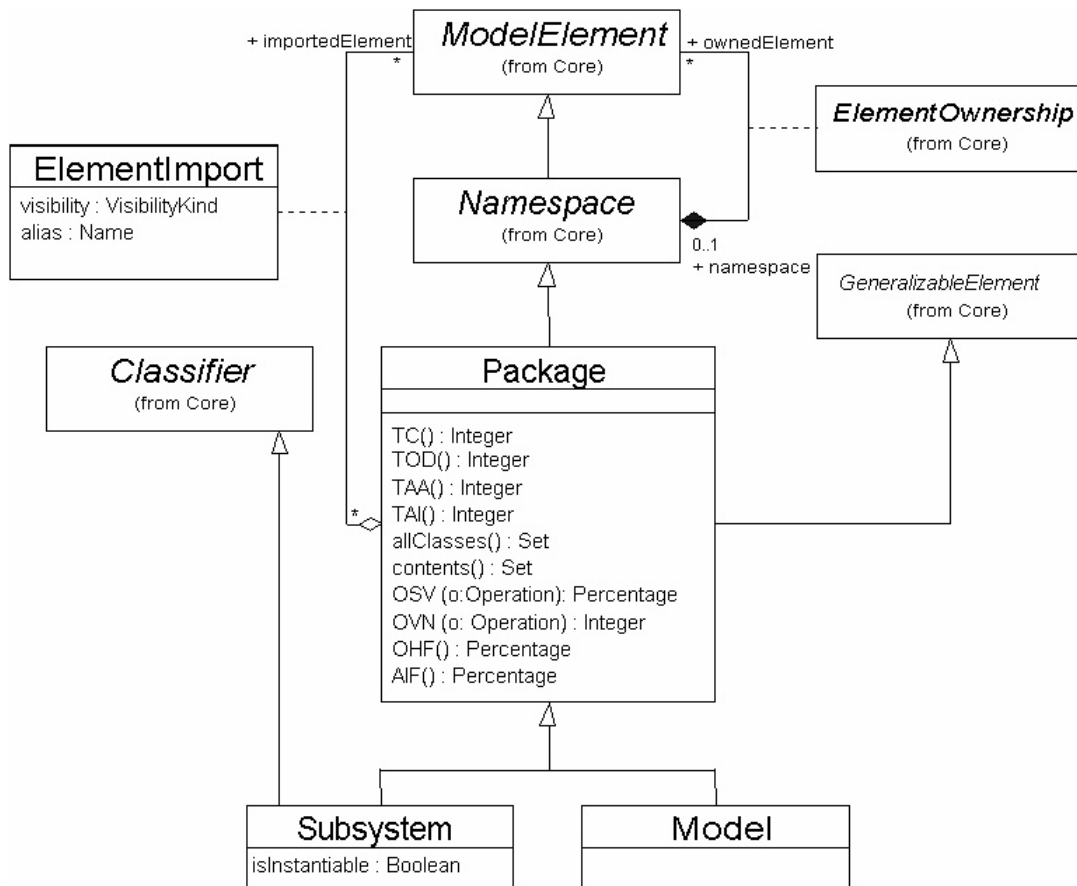 + importedElement
*
ModelElement
(from Core)
+ ownedElement
*
ElementOwnership
(from Core)
ElementImport
visibility : VisibilityKind
alias : Name
Namespace
(from Core)
0..1
+ namespace
GeneralizableElement
(from Core)
Classifier
(from Core)
Package
TC() : Integer
TOD() : Integer
TAA() : Integer
TAI() : Integer
allClasses() : Set
contents() : Set
OSV (o:Operation): Percentage
OVN (o: Operation) : Integer
OHF() : Percentage
AIF() : Percentage
*
Subsystem
isInstantiable : Boolean
Model